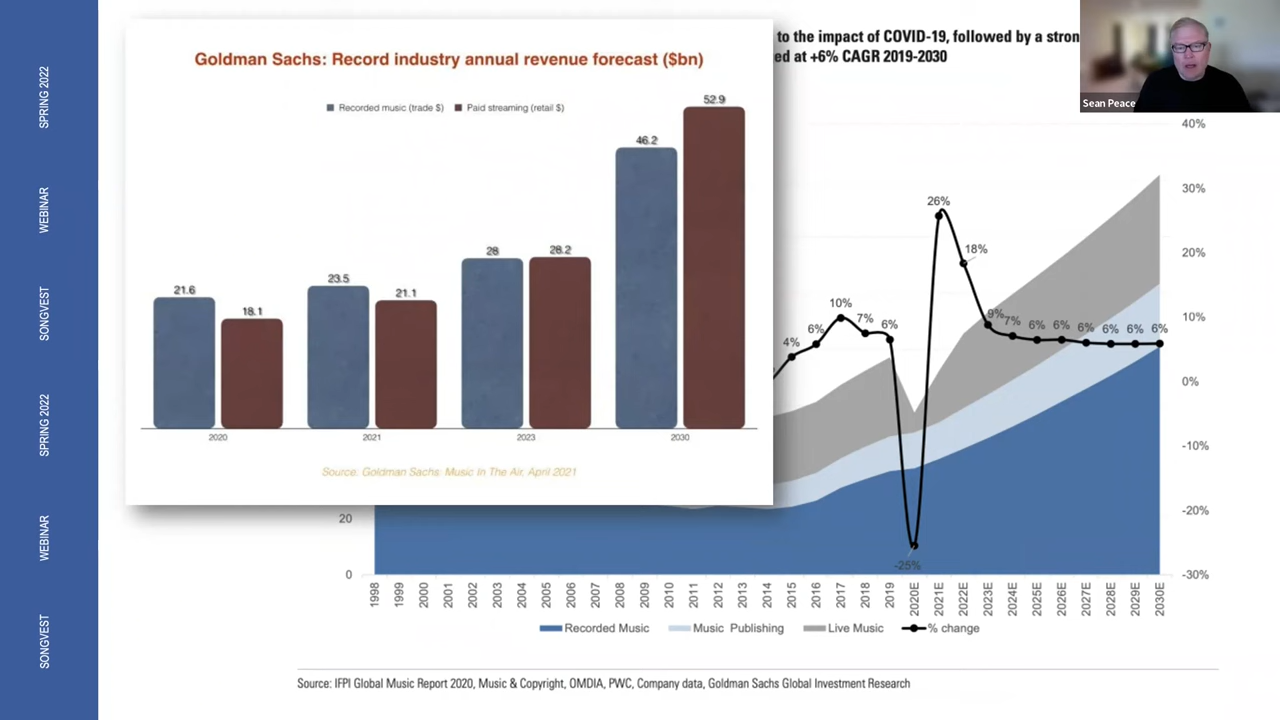 SPRING 2022
WEBINAR
SONGVEST
SPRING 2022
WEBINAR
SONGVEST
Goldman Sachs: Record industry annual revenue forecast ($bn)
Recorded music (trade $) Paid streaming (retail $)
21.6 18.1 23.5 21.1 28 28.2 46.2 52.9
2020 2021 2023 2030
Source: Goldman Sachs: Music In The Air, April 2021
to the impact of COVID-19, followed by a stron
ed at +6% CAGR 2019-2030
Sean Peace
40%
30%
20%
10%
0%
-10%
-20%
-30%
4% 6% 10% 7% 6% -25% 26% 18% 9% 7% 6% 6% 6% 6% 6% 6%
20
0
1998 1999 2000 2001 2002 2003 2004 2005 2006 2007 2008 2009 2010 2011 2012 2013 2014 2015 2016 2017 2018 2019 2020E 2021E 2022E 2023E 2024E 2025E 2026E 2027E 2028E 2029E 2030E
Recorded Music Music Publishing Live Music % change
Source: IFPI Global Music Report 2020, Music & Copyright, OMDIA, PWC, Company data, Goldman Sachs Global Investment Research